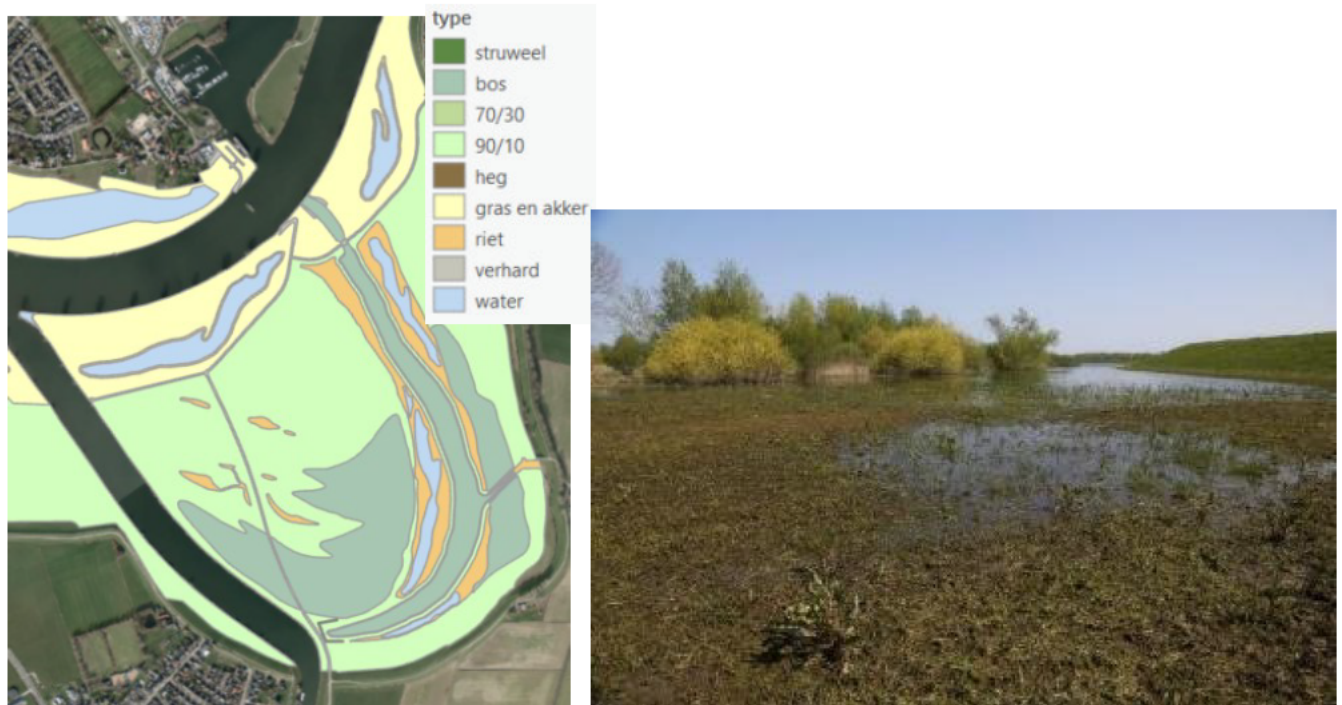 type
struweel
bos
70/30
90/10
heg
gras en akker
riet
verhard
water